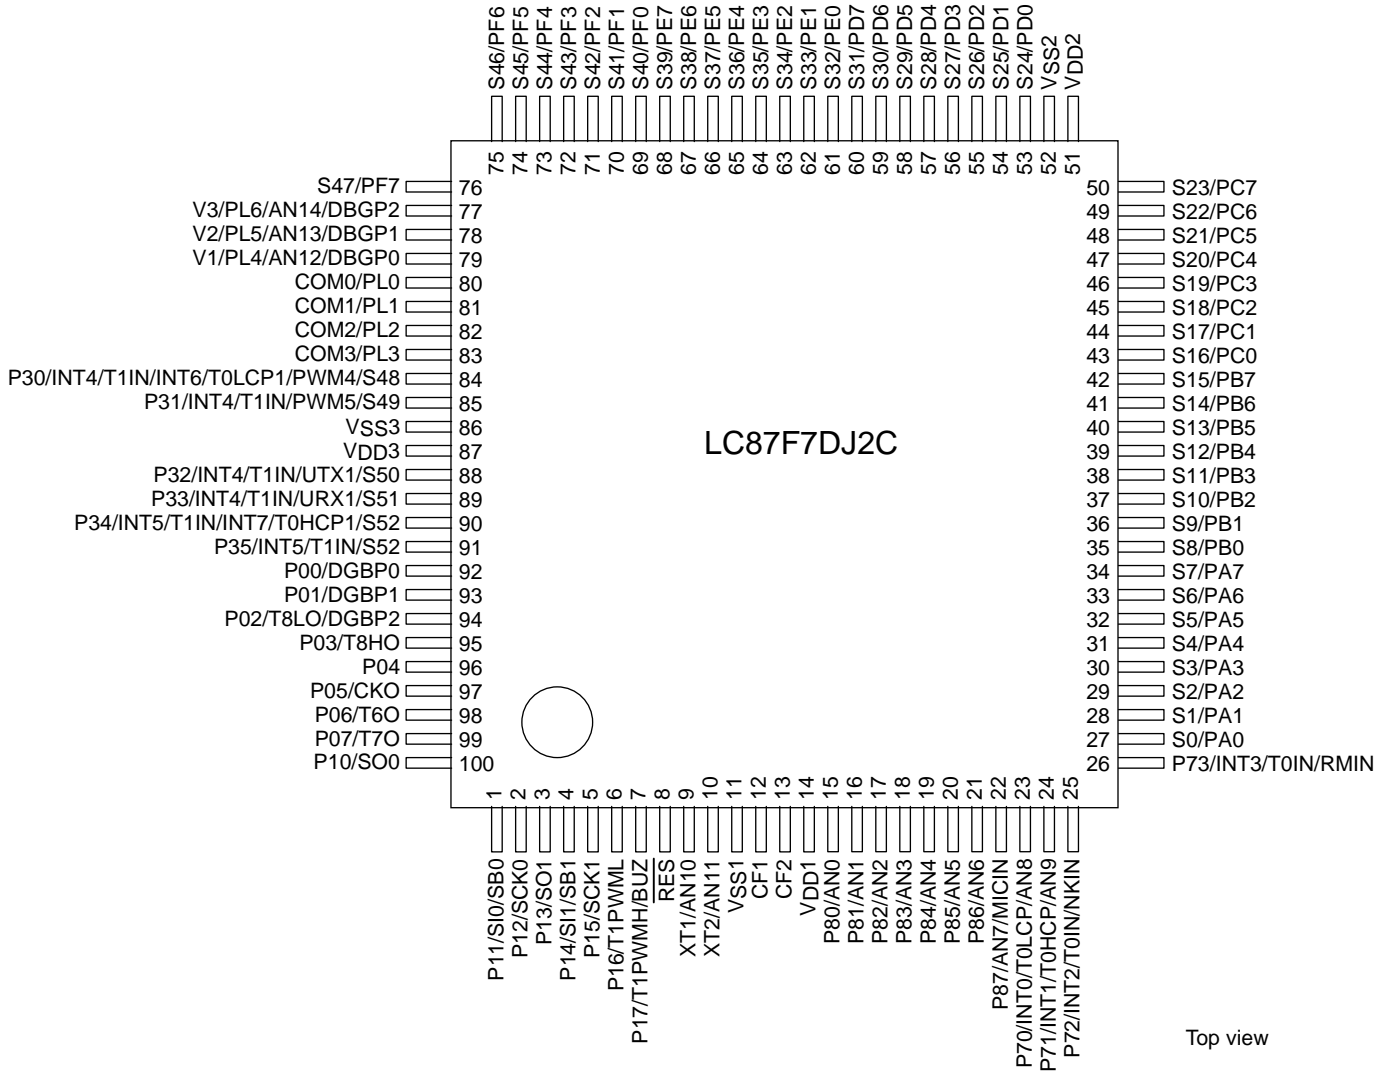 S46/PF6
S45/PF5
S44/PF4
S43/PF3
S42/PF2
S41/PF1
S40/PF0
S39/PE7
S38/PE6
S37/PE5
S36/PE4
S35/PE3
S34/PE2
S33/PE1
S32/PE0
S31/PD7
S30/PD6
S29/PD5
S28/PD4
S27/PD3
S26/PD2
S25/PD1
S24/PD0
VSS2
VDD2
75 74 73 72 71 70 69 68 67 66 65 64 63 62 61 60 59 58 57 56 55 54 53 52 51
S47/PF7 76
V3/PL6/AN14/DBGP2 77
V2/PL5/AN13/DBGP1 78
V1/PL4/AN12/DBGP0 79
COM0/PL0 80
COM1/PL1 81
COM2/PL2 82
COM3/PL3 83
P30/INT4/T1IN/INT6/T0LCP1/PWM4/S48 84
P31/INT4/T1IN/PWM5/S49 85
VSS3 86
VDD3 87
P32/INT4/T1IN/UTX1/S50 88
P33/INT4/T1IN/URX1/S51 89
P34/INT5/T1IN/INT7/T0HCP1/S52 90
P35/INT5/T1IN/S52 91
P00/DGBP0 92
P01/DGBP1 93
P02/T8LO/DGBP2 94
P03/T8HO 95
P04 96
P05/CKO 97
P06/T6O 98
P07/T7O 99
P10/SO0 100
LC87F7DJ2C
50 S23/PC7
49 S22/PC6
48 S21/PC5
47 S20/PC4
46 S19/PC3
45 S18/PC2
44 S17/PC1
43 S16/PC0
42 S15/PB7
41 S14/PB6
40 S13/PB5
39 S12/PB4
38 S11/PB3
37 S10/PB2
36 S9/PB1
35 S8/PB0
34 S7/PA7
33 S6/PA6
32 S5/PA5
31 S4/PA4
30 S3/PA3
29 S2/PA2
28 S1/PA1
27 S0/PA0
26 P73/INT3/T0IN/RMIN
1 2 3 4 5 6 7 8 9 10 11 12 13 14 15 16 17 18 19 20 21 22 23 24 25
P11/SI0/SB0
P12/SCK0
P13/SO1
P14/SI1/SB1
P15/SCK1
P16/T1PWML
P17/T1PWMH/BUZ
RES
XT1/AN10
XT2/AN11
VSS1
CF1
CF2
VDD1
P80/AN0
P81/AN1
P82/AN2
P83/AN3
P84/AN4
P85/AN5
P86/AN6
P87/AN7/MICIN
P70/INT0/T0LCP/AN8
P71/INT1/T0HCP/AN9
P72/INT2/T0IN/NKIN
Top view